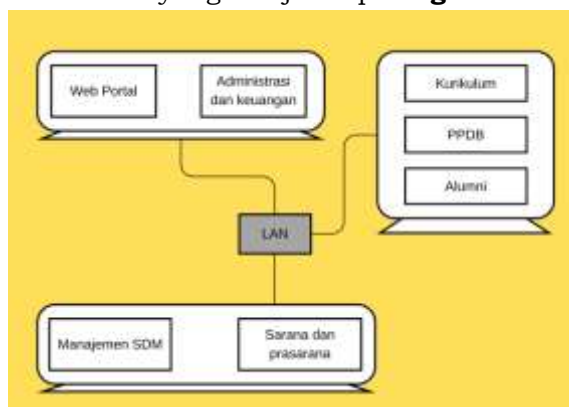 Web Portal
Administrasi
dan keuangan
Kurikulum
PPDB
Alumni
LAN
Manajemen SDM
Sarana dan
prasarana